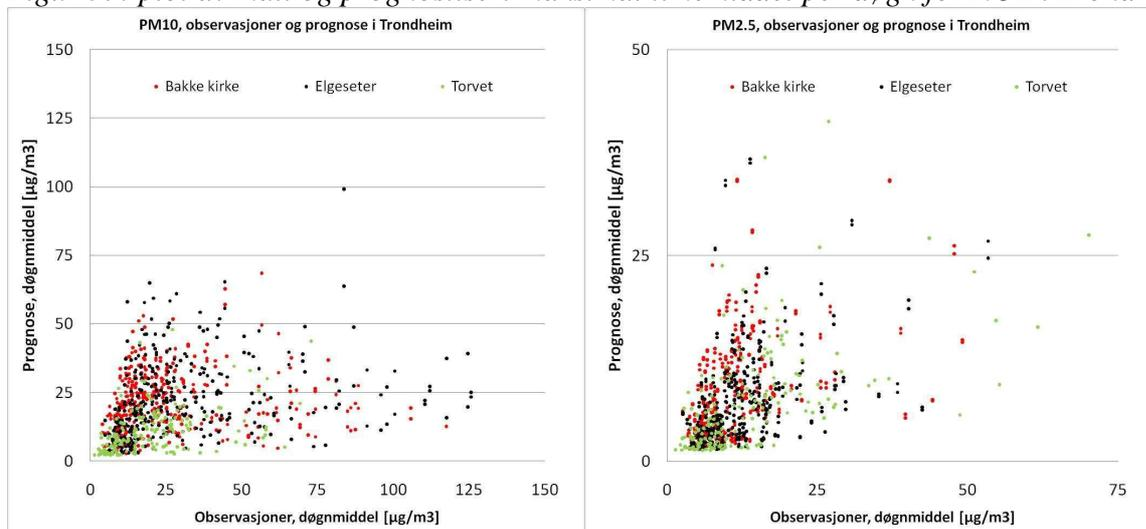 PM10, observasjoner og prognose i Trondheim
150
125
100
75
50
25
0
Bakke kirke
Elgeseter
Torvet
Prognose, døgnmiddel [µg/m3]
0 25 50 75 100 125 150
Observasjoner, døgnmiddel [µg/m3]
PM2.5, observasjoner og prognose i Trondheim
50
25
0
Bakke kirke
Elgeseter
Torvet
Prognose, døgnmiddel [µg/m3]
0 25 50 75
Observasjoner, døgnmiddel [µg/m3]